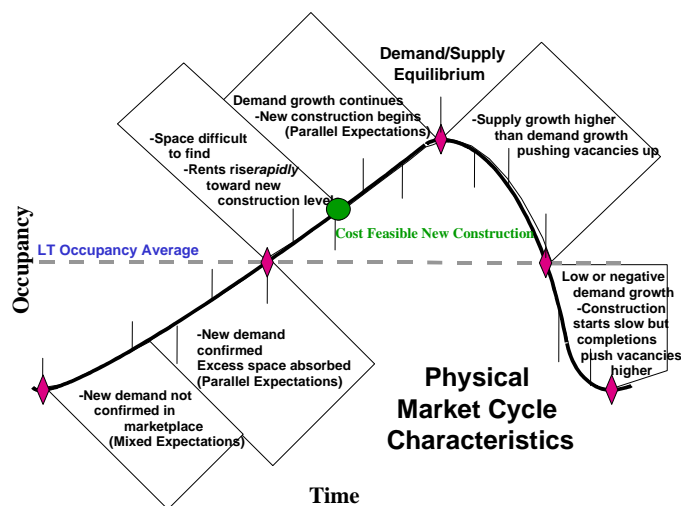 Demand/Supply
Equilibrium
Demand growth continues
-New construction begins
(Parallel Expectations)
-Supply growth higher
than demand growth
pushing vacancies up
-Space difficult
to find
-Rents rise rapidly
toward new
construction level
Cost Feasible New Construction
LT Occupancy Average
Occupancy
Low or negative
demand growth
-Construction
starts slow but
completions
push vacancies
higher
-New demand
confirmed
Excess space absorbed
(Parallel Expectations)
-New demand not
confirmed in
marketplace
(Mixed Expectations)
Physical
Market Cycle
Characteristics
Time